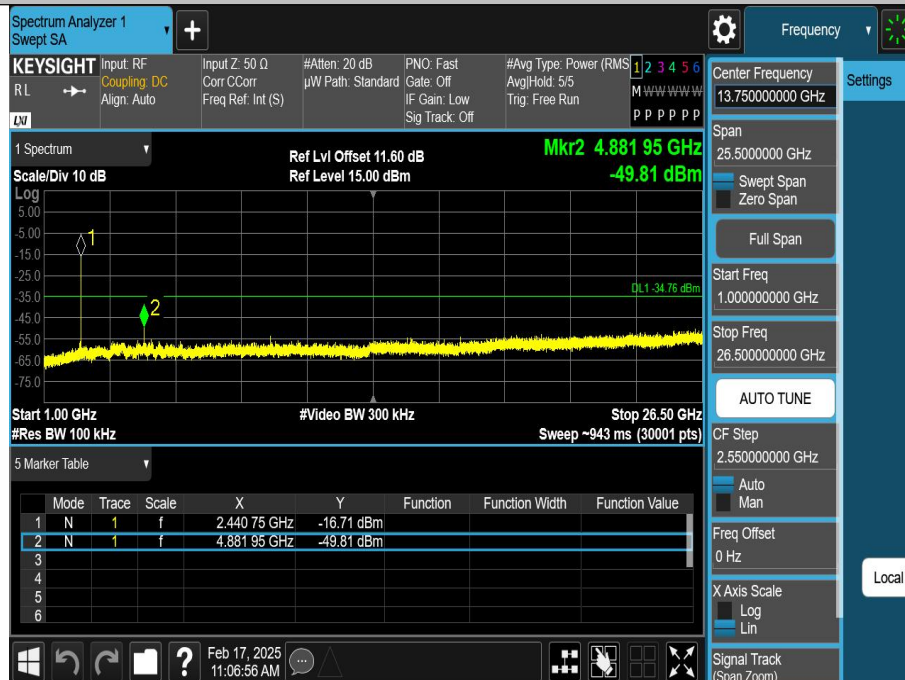 Spectrum Analyzer 1
Swept SA
+
Frequency
KEYSIGHT
RL
LXI
Input: RF
Coupling: DC
Align: Auto
Input Z: 50 Ω
Corr CCorr
Freq Ref: Int (S)
#Atten: 20 dB
µW Path: Standard
PNO: Fast
Gate: Off
IF Gain: Low
Sig Track: Off
#Avg Type: Power (RMS
Avg|Hold: 5/5
Trig: Free Run
1 2 3 4 5 6
M W W W W W
P P P P P P
1 Spectrum
Scale/Div 10 dB
Ref Lvl Offset 11.60 dB
Ref Level 15.00 dBm
Mkr2 4.881 95 GHz
-49.81 dBm
Log
5.00
-5.00
-15.0
-25.0
-35.0
-45.0
-55.0
-65.0
-75.0
1
2
DL1 -34.76 dBm
Start 1.00 GHz
#Video BW 300 kHz
Stop 26.50 GHz
#Res BW 100 kHz
Sweep ~943 ms (30001 pts)
5 Marker Table
Mode Trace Scale X Y Function Function Width Function Value
1 N 1 f 2.440 75 GHz -16.71 dBm
2 N 1 f 4.881 95 GHz -49.81 dBm
3
4
5
6
?
Feb 17, 2025
11:06:56 AM
Center Frequency
13.750000000 GHz
Settings
Span
25.5000000 GHz
Swept Span
Zero Span
Full Span
Start Freq
1.000000000 GHz
Stop Freq
26.500000000 GHz
AUTO TUNE
CF Step
2.550000000 GHz
Auto
Man
Freq Offset
0 Hz
Local
X Axis Scale
Log
Lin
Signal Track
(Span Zoom)